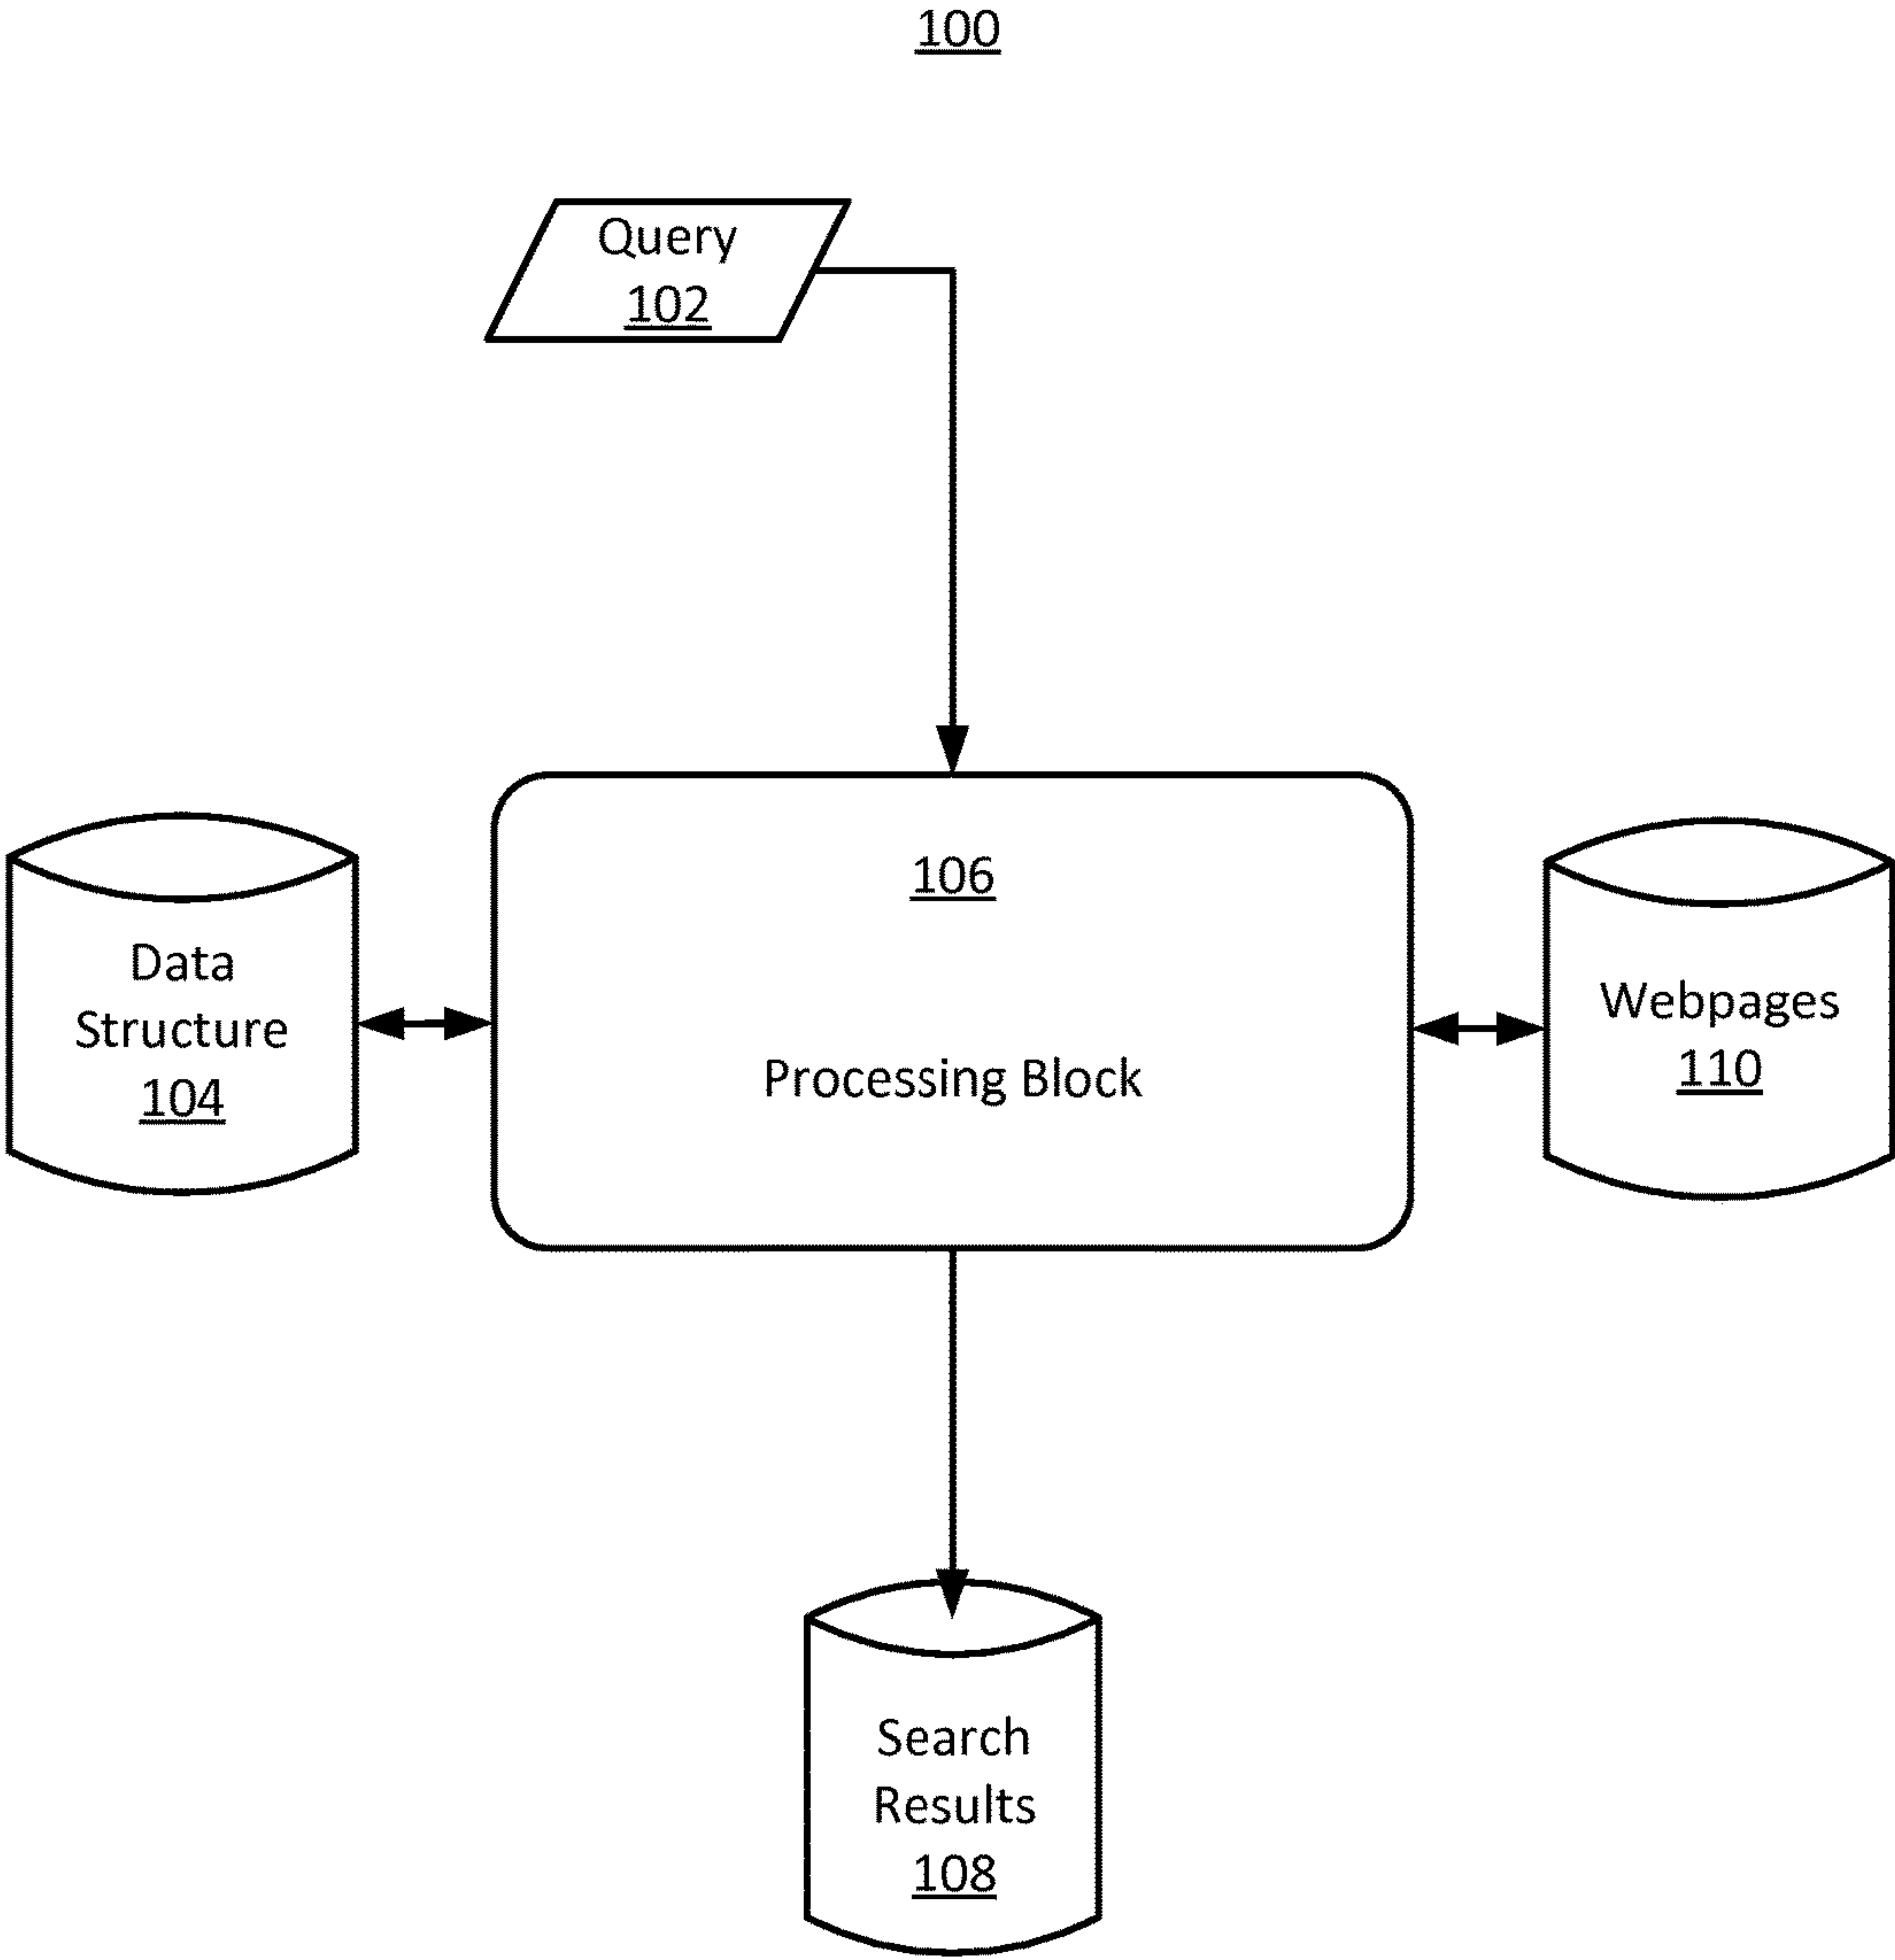 100
Query
102
106
Processing Block
Data
Structure
104
Webpages
110
Search
Results
108